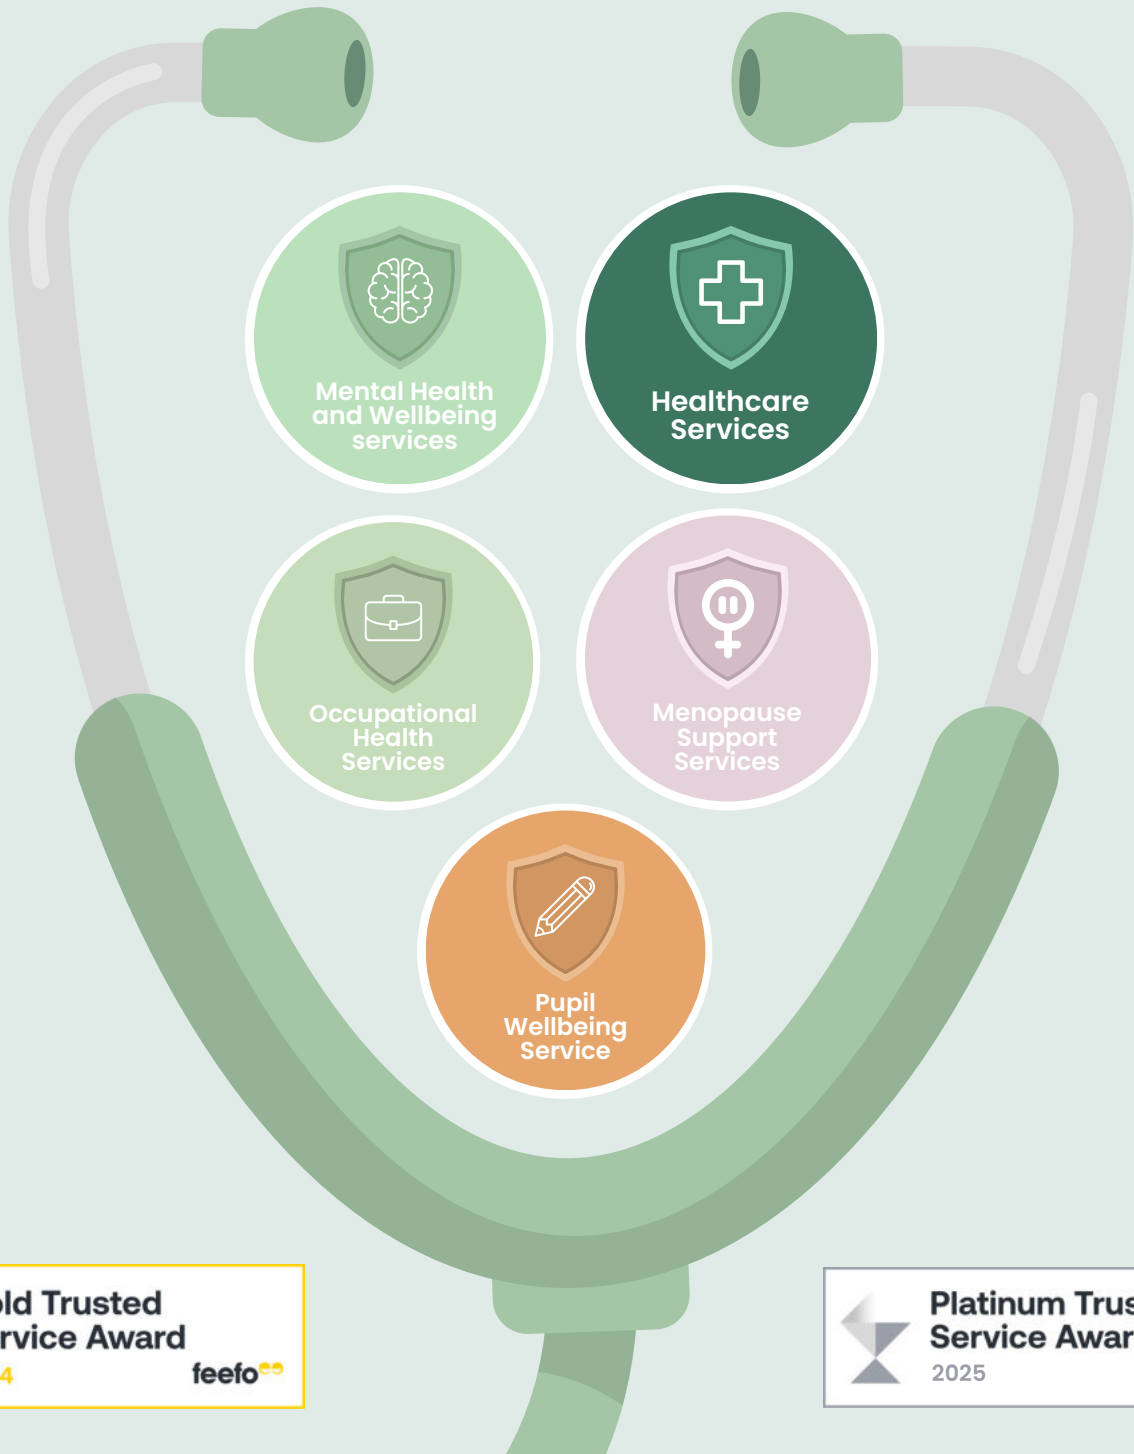 Mental Health
and Wellbeing
services
Healthcare
Services
Occupational
Health
Services
Menopause
Support
Services
Pupil
Wellbeing
Service
ld Trusted
rvice Award
4
feefo
Platinum Trus
Service Awar
2025